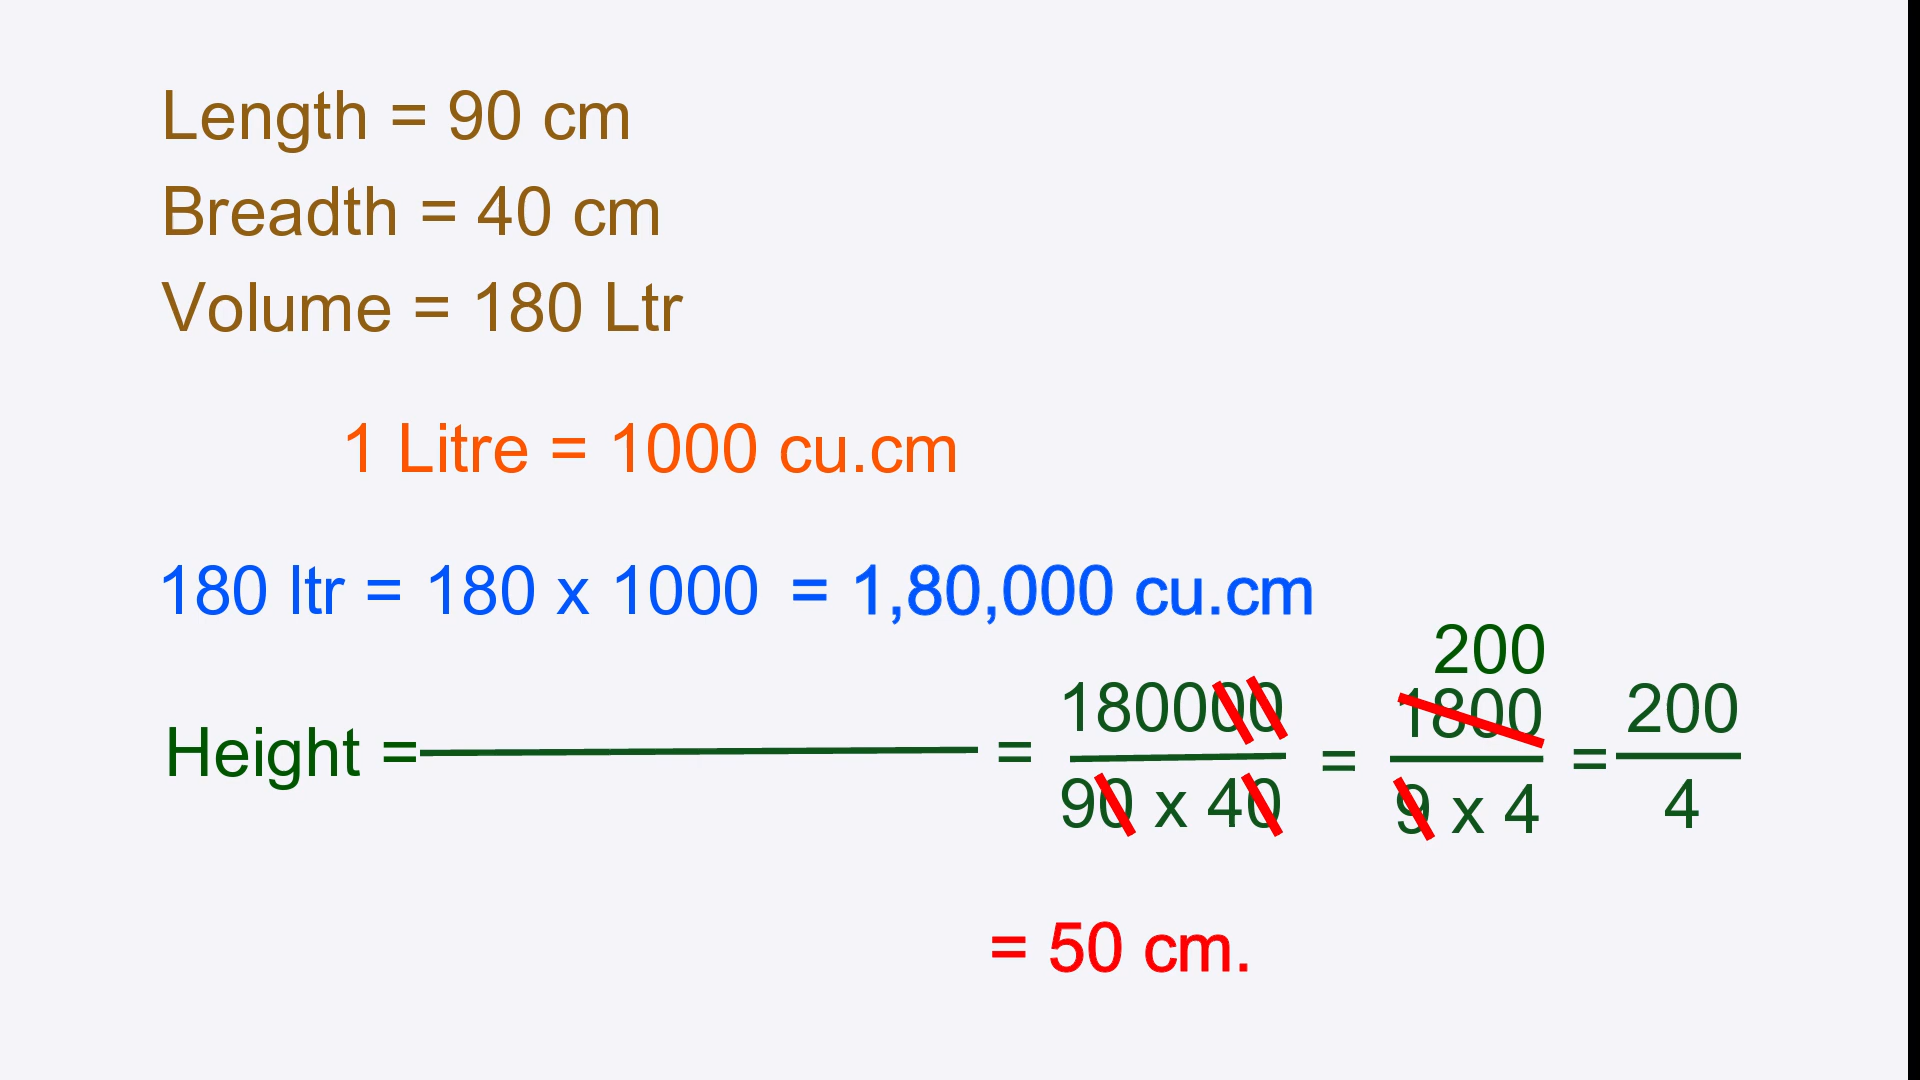 Length = 90 cm
Breadth = 40 cm
Volume = 180 Ltr
1 Litre = 1000 cu.cm
180 ltr = 180 x 1000 = 1,80,000 cu.cm
200
180000 1800 200
Height = = = =
90 x 40 9 x 4 4
= 50 cm.